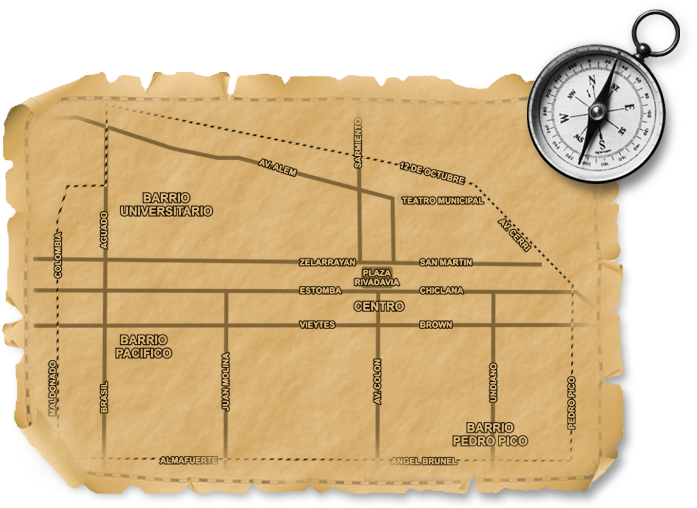 N
E
SE
S
SW
W
SARMIENTO
AV. ALEM
12 DE OCTUBRE
BARRIO
UNIVERSITARIO
TEATRO MUNICIPAL
AGUADO
COLOMBIA
AV. CERRI
ZELARRAYAN
SAN MARTIN
PLAZA
RIVADAVIA
ESTOMBA
CHICLANA
CENTRO
VIEYTES
BROWN
BARRIO
PACIFICO
MALDONADO
BRASIL
JUAN MOLINA
AV. COLON
UNDIANO
PEDRO PICO
BARRIO
PEDRO PICO
ALMAFUERTE
ANGEL BRUNEL